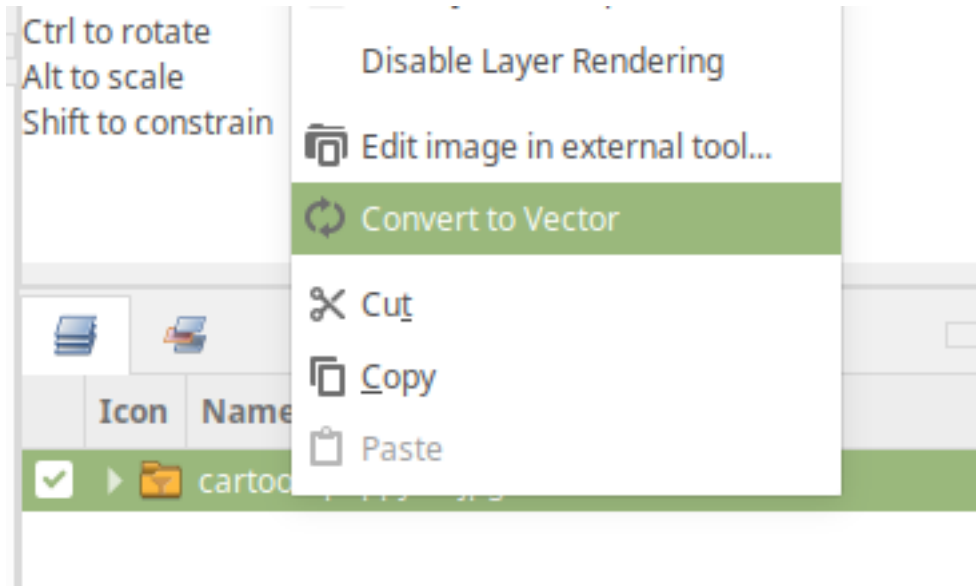 Ctrl to rotate
Alt to scale
Shift to constrain
Disable Layer Rendering
Edit image in external tool...
Convert to Vector
Cut
Copy
Paste
Icon
Name